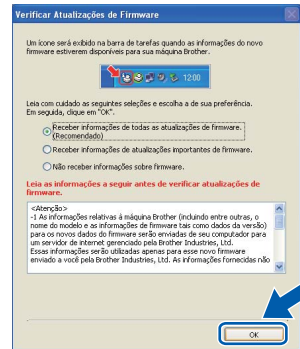 Verificar Atualizações de Firmware
Um ícone será exibido na barra de tarefas quando as informações do novo
firmware estiverem disponíveis para sua máquina Brother.
12:00
Leia com cuidado as seguintes seleções e escolha a de sua preferência.
Em seguida, clique em "OK".
Receber informações de todas as atualizações de firmware.
(Recomendado)
Receber informações de atualizações importantes de firmware.
Não receber informações sobre firmware.
Leia as informações a seguir antes de verificar atualizações de
firmware.
<Atenção>
-1 As informações relativas à máquina Brother (incluindo entre outras, o
nome do modelo e as informações de firmware tais como dados da versão)
para os novos dados do firmware serão enviadas de seu computador para
um servidor de internet gerenciado pela Brother Industries, Ltd.
Essas informações serão utilizadas apenas para esse novo firmware
enviado a você pela Brother Industries, Ltd. As informações fornecidas não
OK